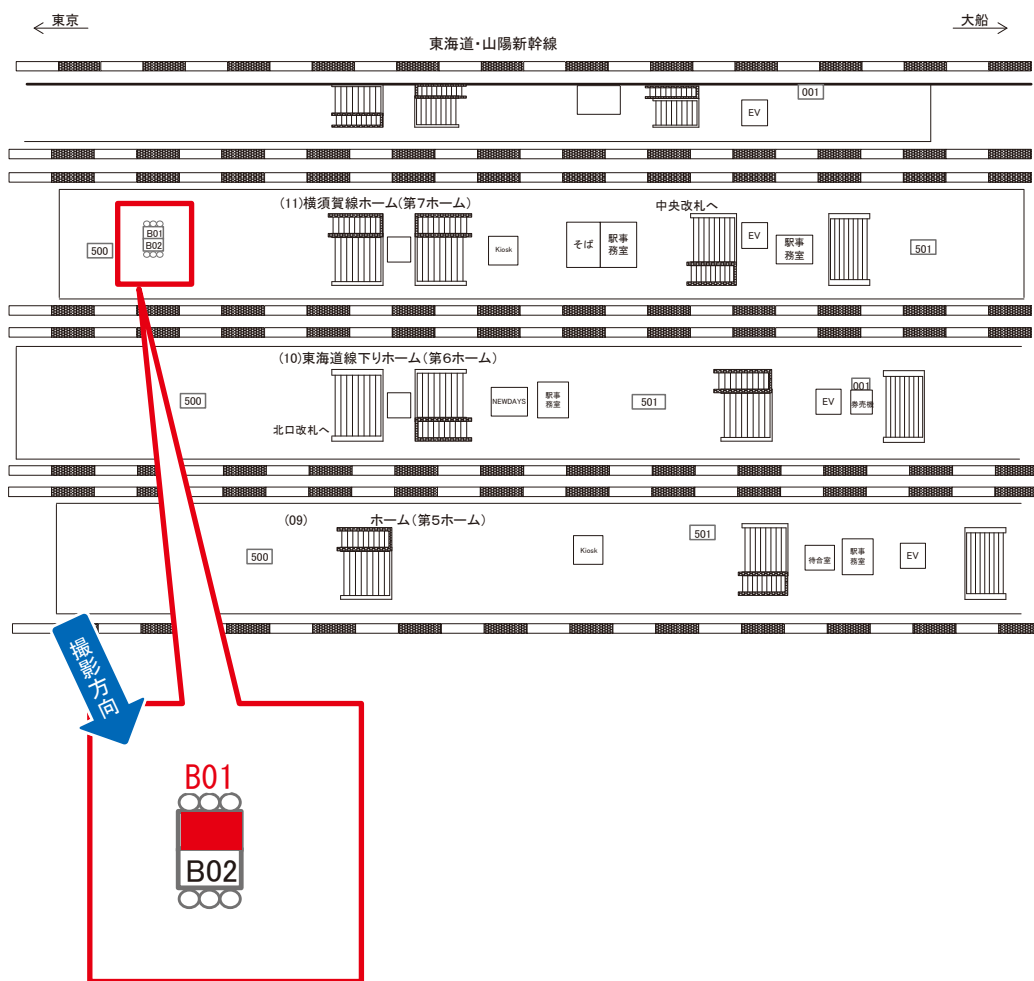 東京
大船
東海道・山陽新幹線
001
EV
(11)横須賀線ホーム(第7ホーム)
中央改札へ
B01
B02
500
Kiosk
そば
駅事
務室
EV
駅事
務室
501
(10)東海道線下りホーム(第6ホーム)
500
北口改札へ
NEWDAYS
駅事
務室
501
EV
001
券売機
(09)
ホーム(第5ホーム)
500
Kiosk
501
待合室
駅事
務室
EV
撮影方向
B01
B02